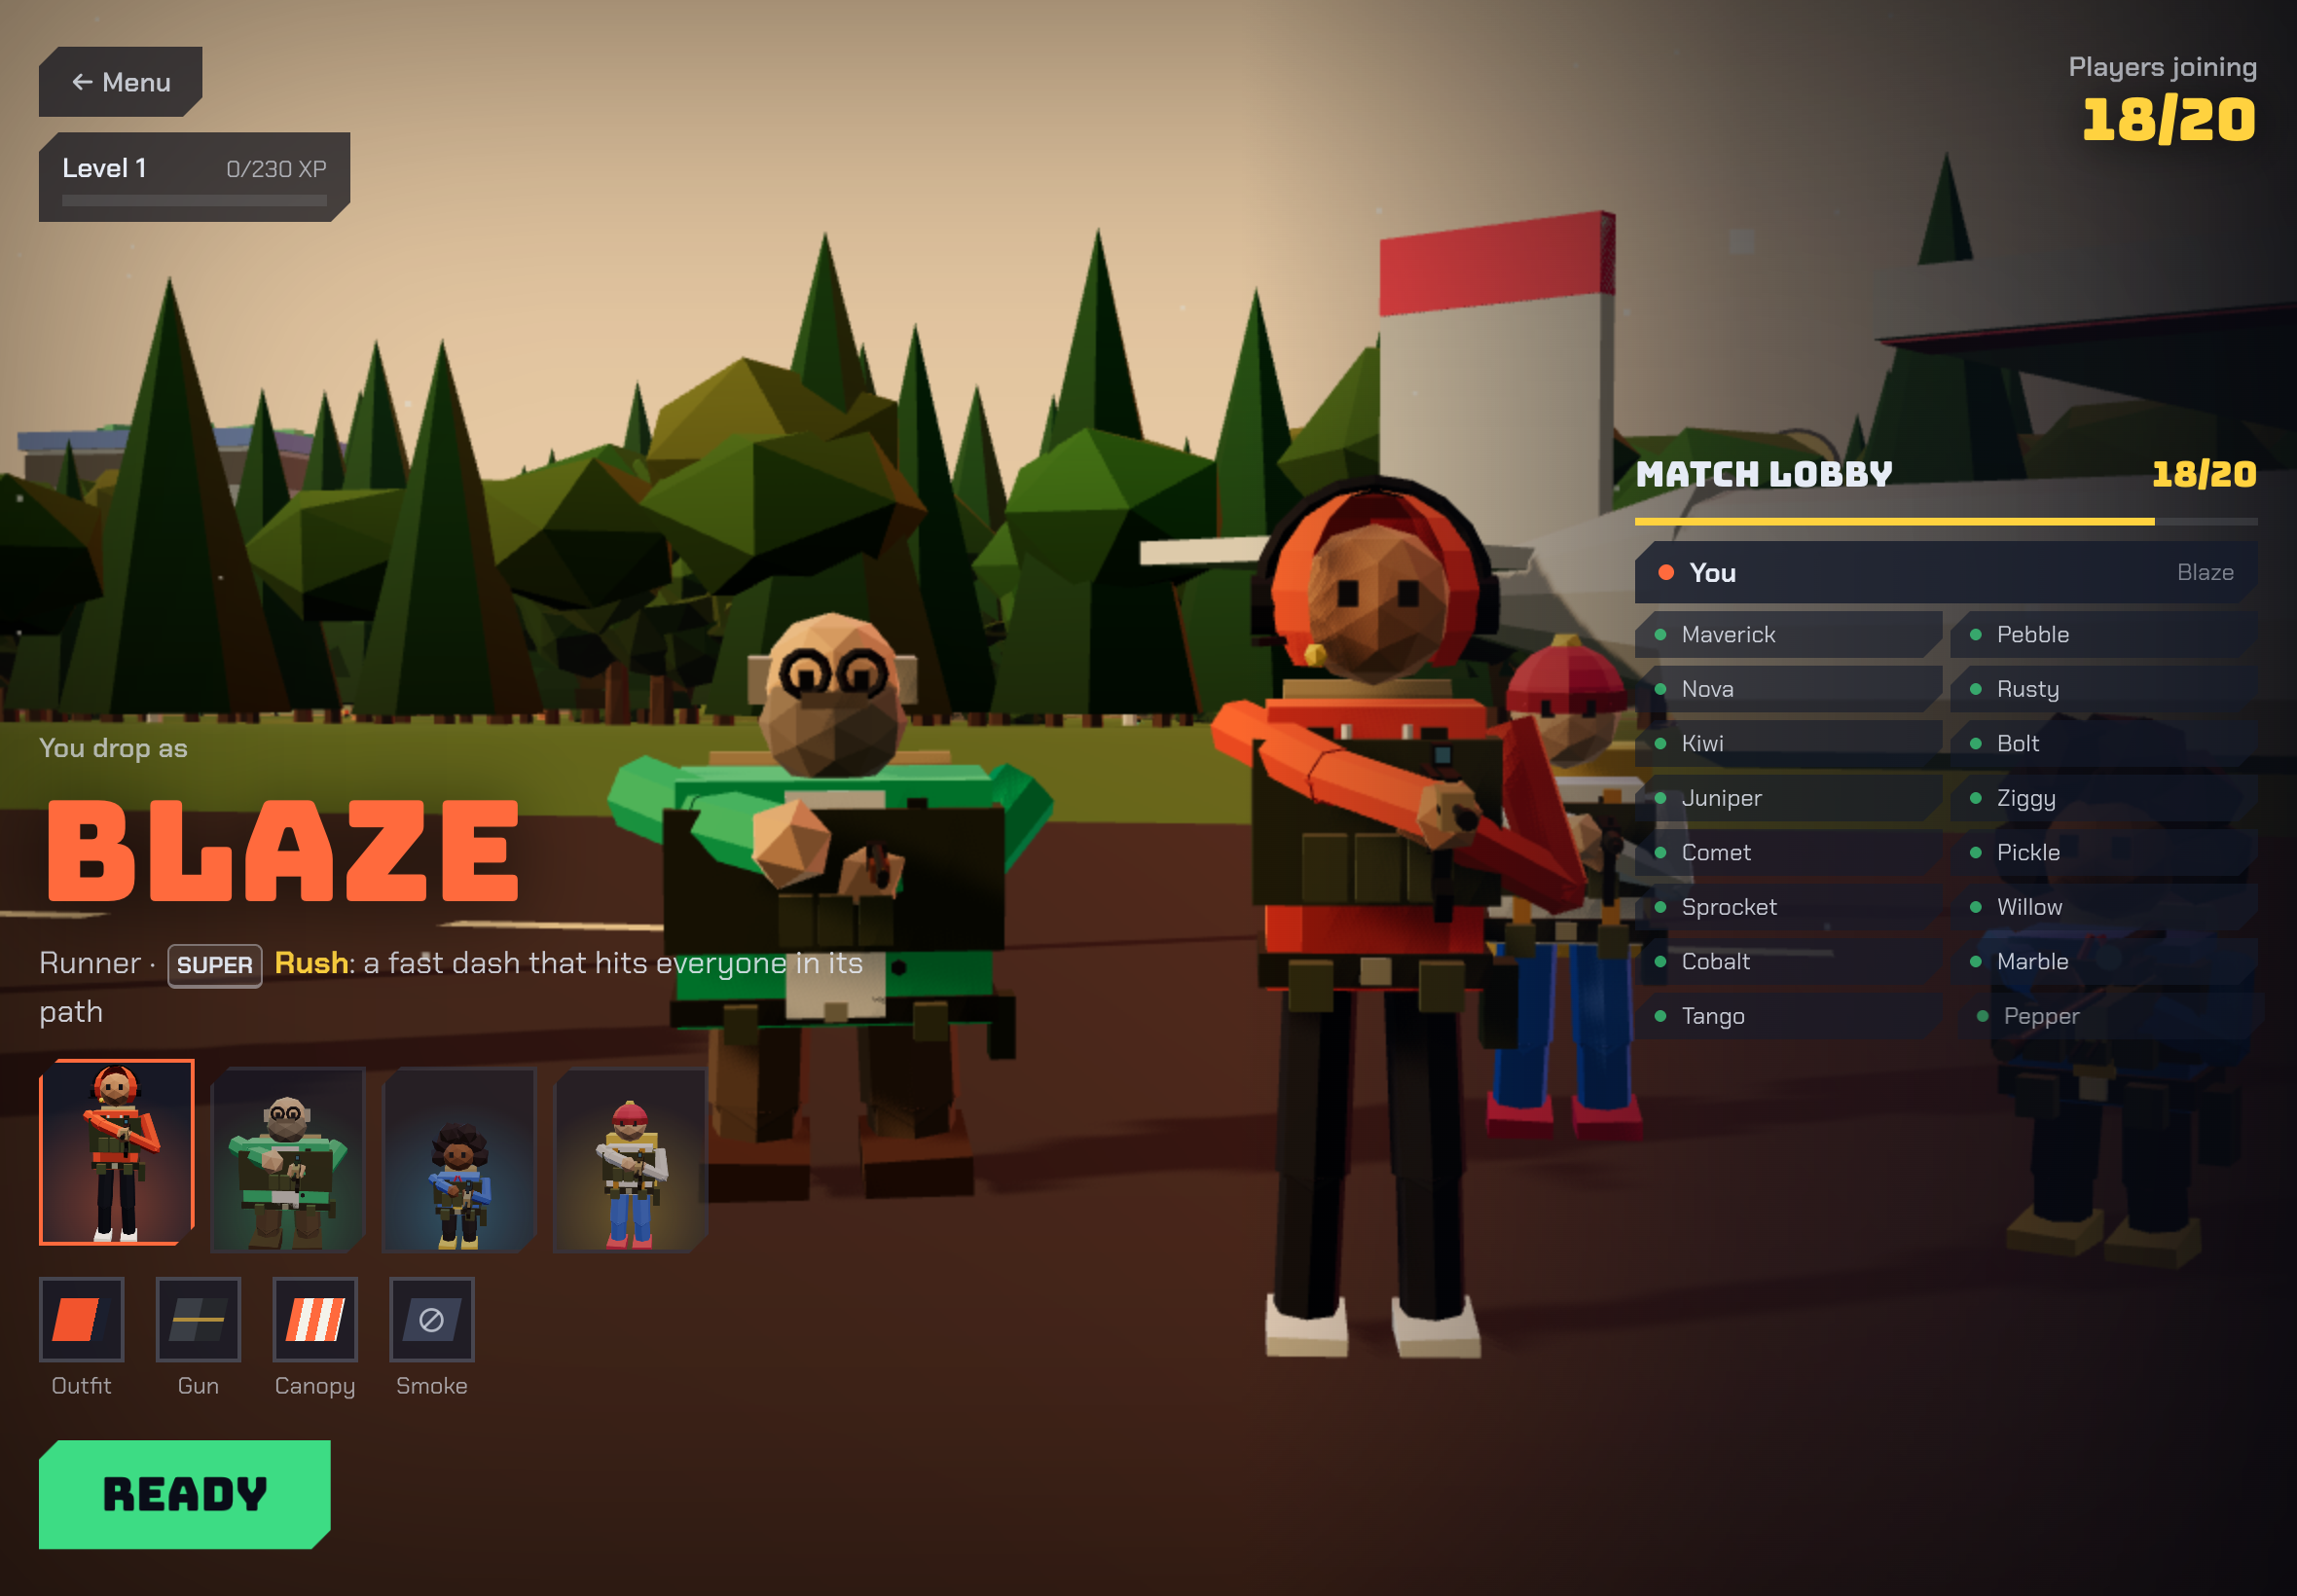 ← Menu
Level 1 0/230 XP
Players joining
18/20
MATCH LOBBY 18/20
You Blaze
Maverick Pebble
Nova Rusty
Kiwi Bolt
Juniper Ziggy
Comet Pickle
Sprocket Willow
Cobalt Marble
Tango Pepper
You drop as
BLAZE
Runner · SUPER Rush: a fast dash that hits everyone in its
path
Outfit Gun Canopy Smoke
READY